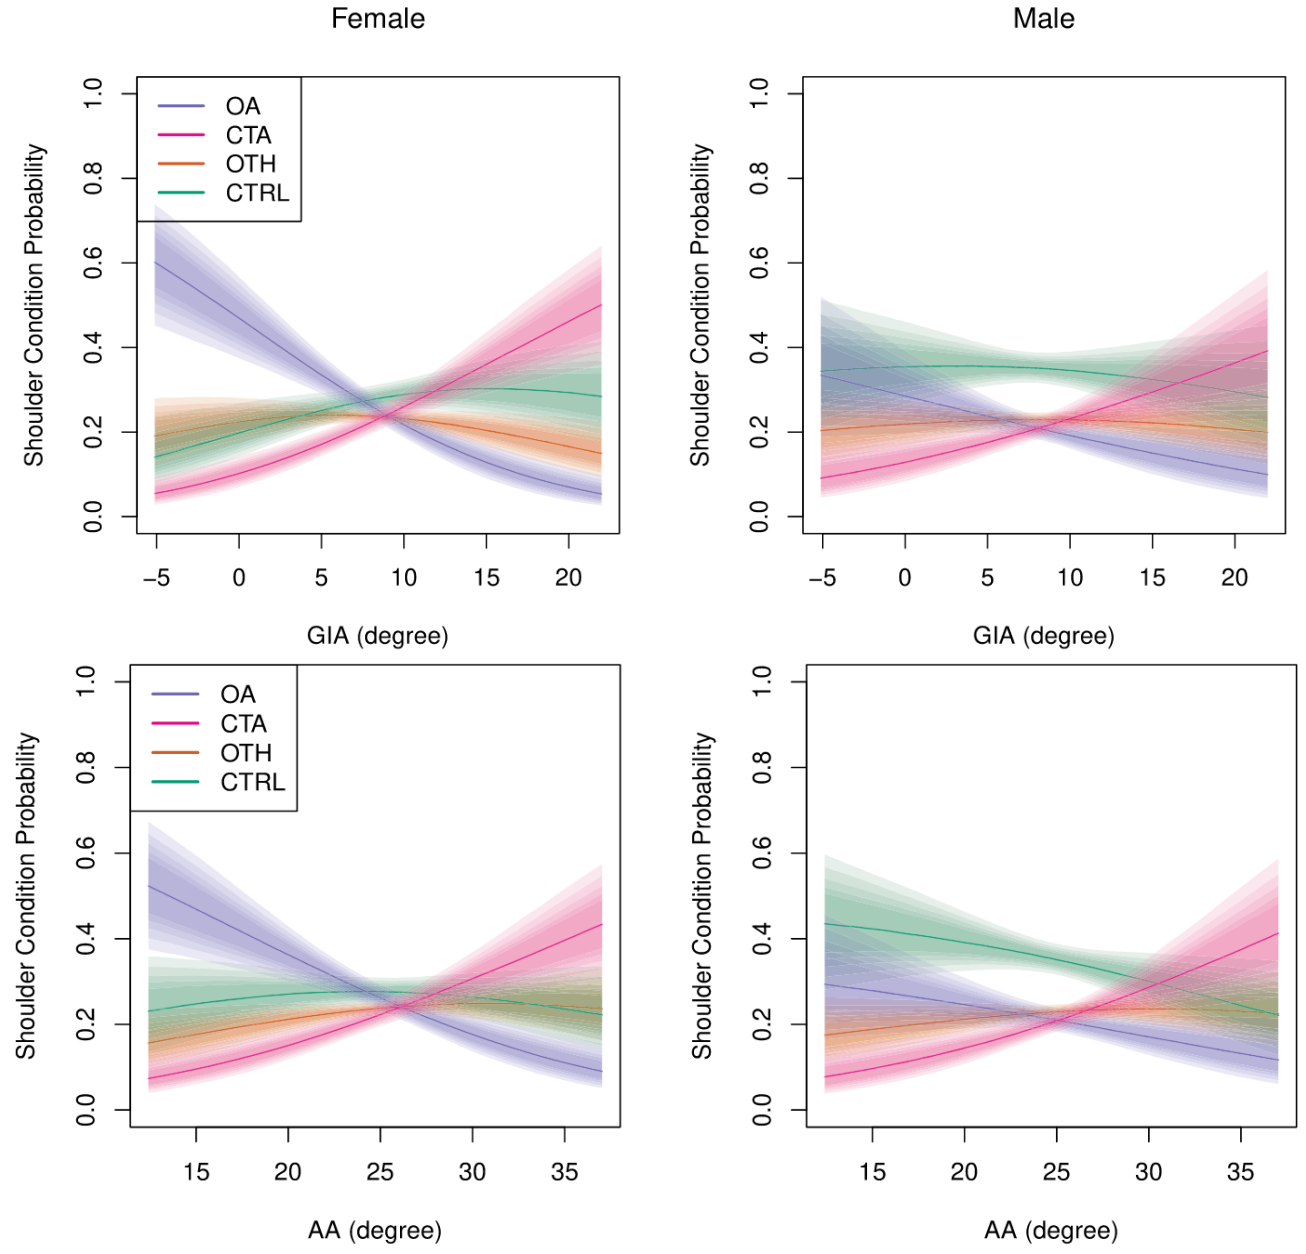 Female
Male
Shoulder Condition Probability
1.0
0.8
0.6
0.4
0.2
0.0
OA
CTA
OTH
CTRL
−5 0 5 10 15 20
GIA (degree)
Shoulder Condition Probability
1.0
0.8
0.6
0.4
0.2
0.0
−5 0 5 10 15 20
GIA (degree)
Shoulder Condition Probability
1.0
0.8
0.6
0.4
0.2
0.0
OA
CTA
OTH
CTRL
15 20 25 30 35
AA (degree)
Shoulder Condition Probability
1.0
0.8
0.6
0.4
0.2
0.0
15 20 25 30 35
AA (degree)